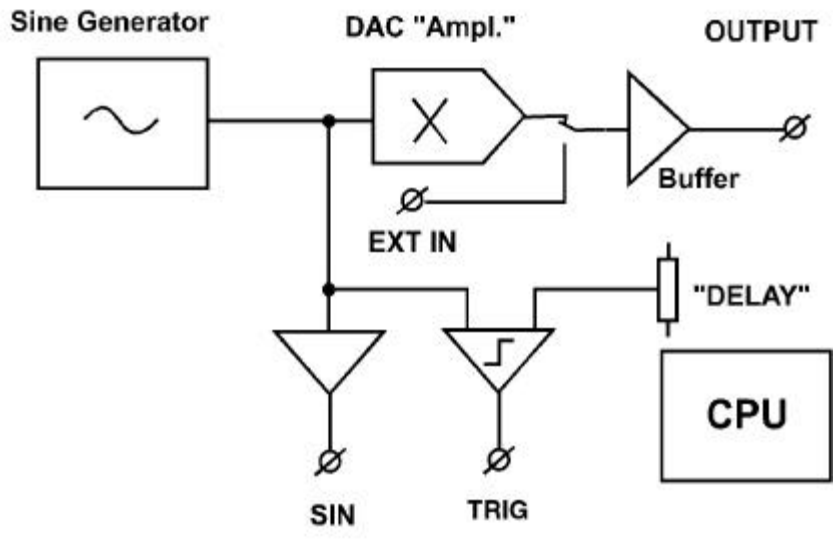 Sine Generator
DAC "Ampl."
OUTPUT
Buffer
EXT IN
"DELAY"
CPU
SIN
TRIG